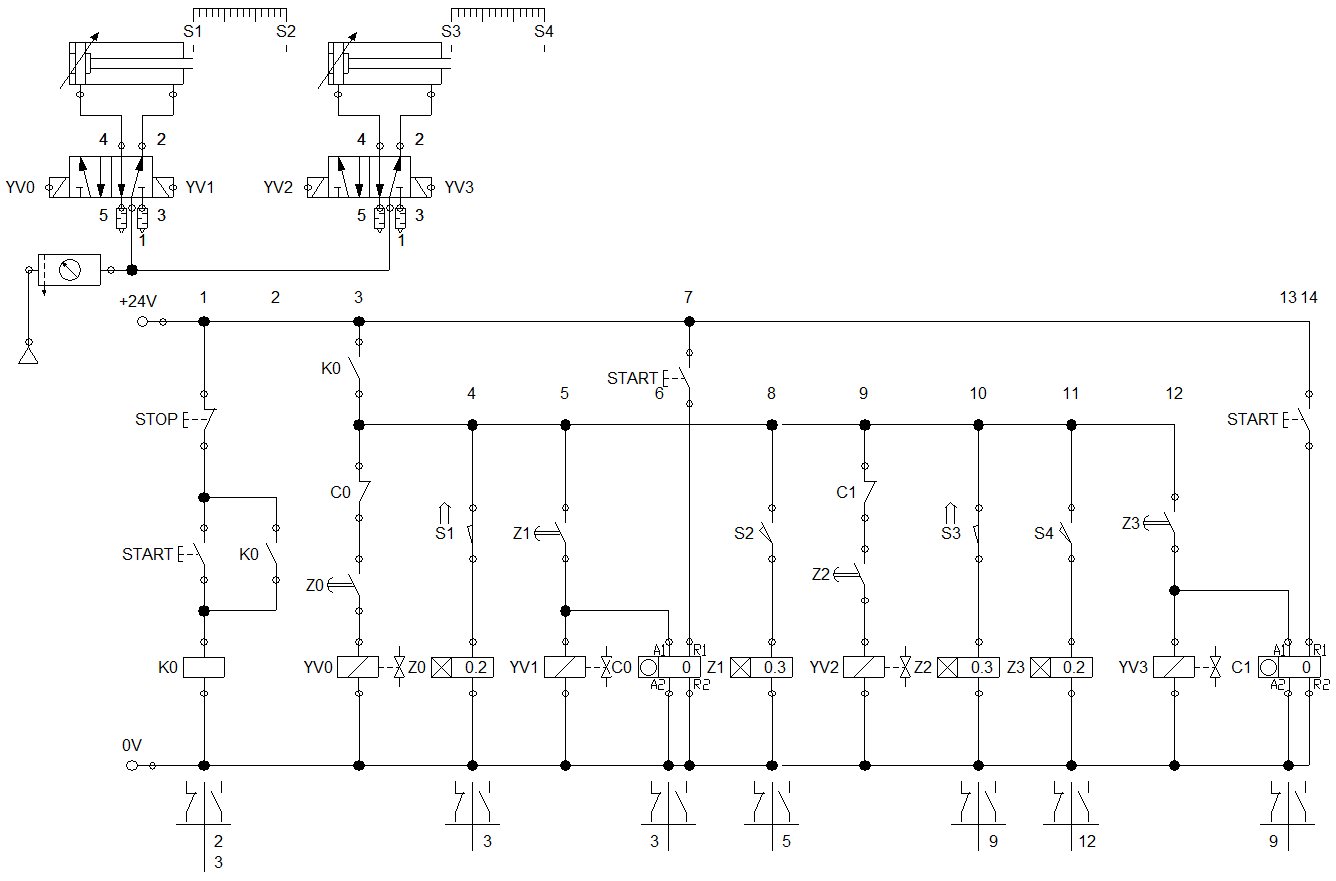 S1 S2 S3 S4
4 2 4 2
YV0 YV1 YV2 YV3
5 3 5 3
1 1
+24V 1 2 3 7 13 14
K0 START
4 5 6 8 9 10 11 12
STOP START
C0 C1
S1 Z1 S2 S3 S4 Z3
START K0
Z0 Z2
A1 R1 A1 R1
K0 YV0 Z0 0.2 YV1 C0 0 Z1 0.3 YV2 Z2 0.3 Z3 0.2 YV3 C1 0
A2 R2 A2 R2
0V
2 3 3 5 9 12 9
3